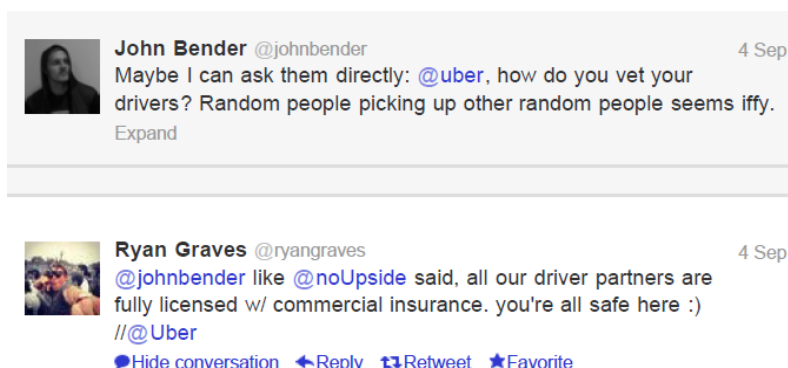 John Bender @johnbender 4 Sep
Maybe I can ask them directly: @uber, how do you vet your
drivers? Random people picking up other random people seems iffy.
Expand
Ryan Graves @ryangraves 4 Sep
@johnbender like @noUpside said, all our driver partners are
fully licensed w/ commercial insurance. you're all safe here :)
//@Uber
Hide conversation Reply Retweet Favorite